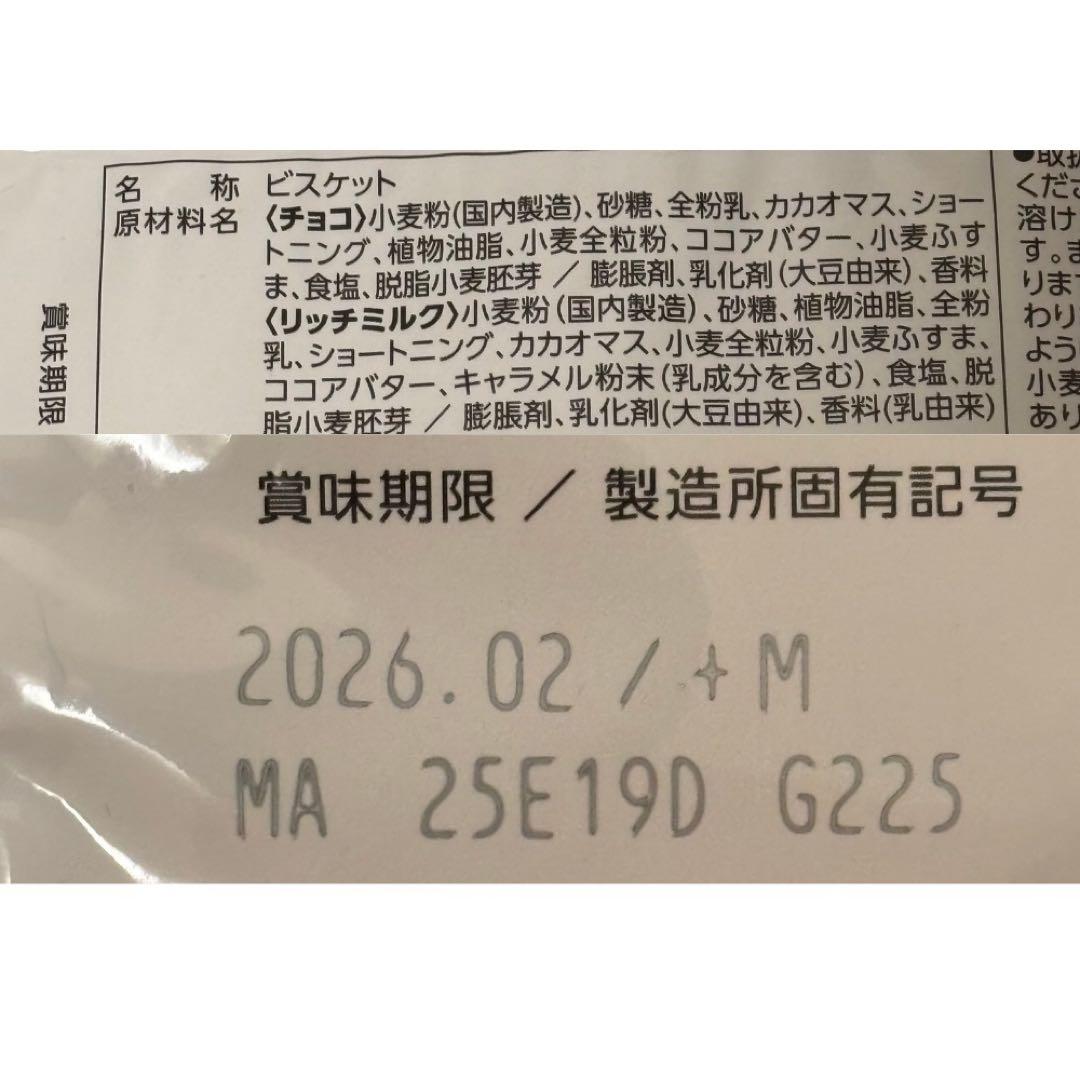 名 称 ビスケット
原材料名 〈チョコ〉小麦粉(国内製造)、砂糖、全粉乳、カカオマス、ショー
トニング、植物油脂、小麦全粒粉、ココアバター、小麦ふす
ま、食塩、脱脂小麦胚芽 / 膨脹剤、乳化剤(大豆由来)、香料
〈リッチミルク〉小麦粉(国内製造)、砂糖、植物油脂、全粉
乳、ショートニング、カカオマス、小麦全粒粉、小麦ふすま、
ココアバター、キャラメル粉末(乳成分を含む)、食塩、脱
脂小麦胚芽 / 膨脹剤、乳化剤(大豆由来)、香料(乳由来)
賞味期限
●取扱
くださ
溶け
す。ま
ります
わり
よう
小麦
あり
賞味期限 / 製造所固有記号
2026.02/+M
MA 25E19D G225